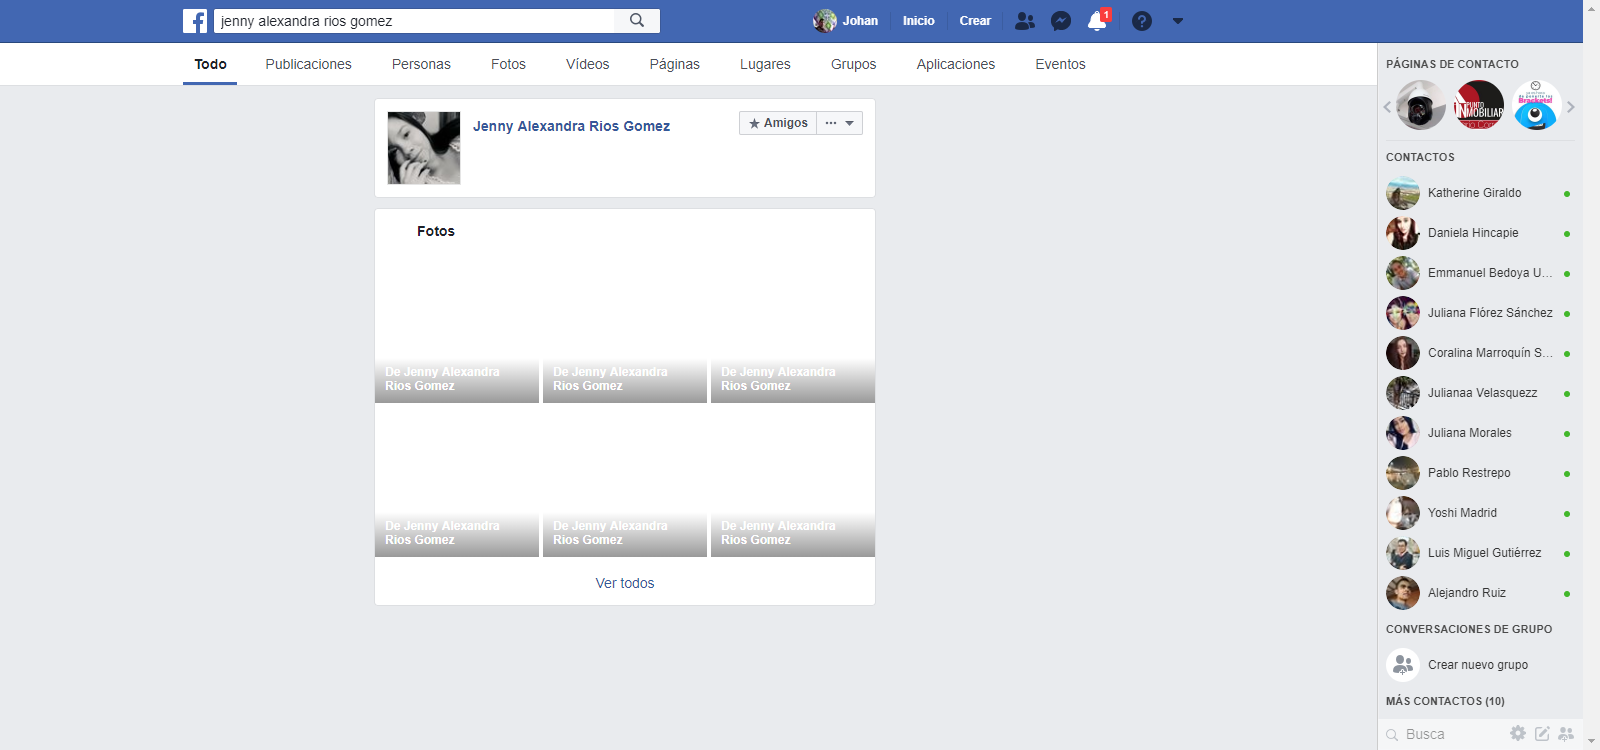 jenny alexandra rios gomez
Johan
Inicio
Crear
1
Todo
Publicaciones
Personas
Fotos
Vídeos
Páginas
Lugares
Grupos
Aplicaciones
Eventos
Jenny Alexandra Rios Gomez
Amigos
Fotos
De Jenny Alexandra
Rios Gomez
De Jenny Alexandra
Rios Gomez
De Jenny Alexandra
Rios Gomez
De Jenny Alexandra
Rios Gomez
De Jenny Alexandra
Rios Gomez
De Jenny Alexandra
Rios Gomez
Ver todos
PÁGINAS DE CONTACTO
PUNTO
INMOBILIAR
Brackets!
CONTACTOS
Katherine Giraldo
Daniela Hincapie
Emmanuel Bedoya U...
Juliana Flórez Sánchez
Coralina Marroquín S...
Julianaa Velasquezz
Juliana Morales
Pablo Restrepo
Yoshi Madrid
Luis Miguel Gutiérrez
Alejandro Ruiz
CONVERSACIONES DE GRUPO
Crear nuevo grupo
MÁS CONTACTOS (10)
Busca